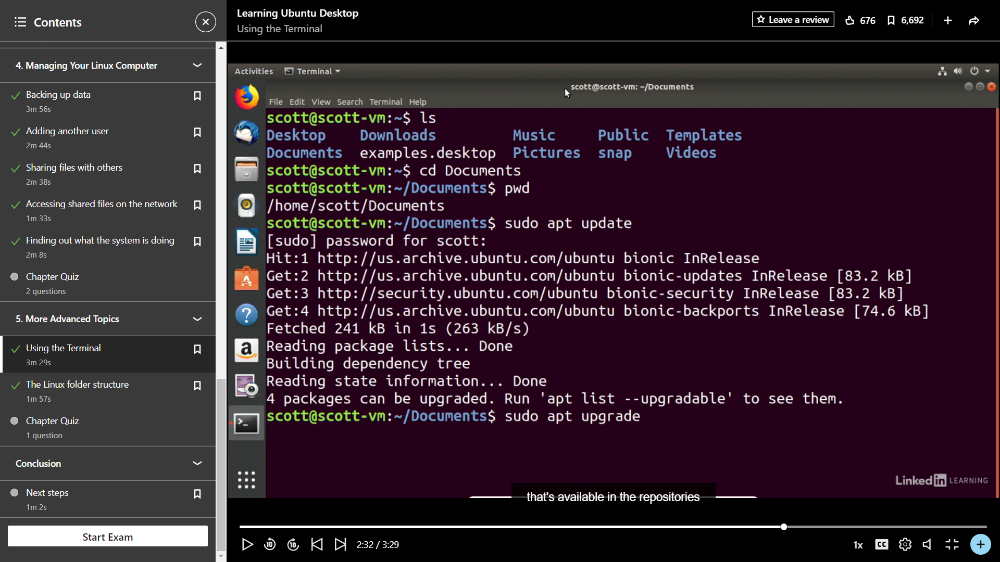 Contents
4. Managing Your Linux Computer
Backing up data
3m 56s
Adding another user
2m 44s
Sharing files with others
2m 38s
Accessing shared files on the network
1m 33s
Finding out what the system is doing
2m 8s
Chapter Quiz
2 questions
5. More Advanced Topics
Using the Terminal
3m 29s
The Linux folder structure
1m 57s
Chapter Quiz
1 question
Conclusion
Next steps
1m 2s
Start Exam
Learning Ubuntu Desktop
Using the Terminal
Leave a review
676
6,692
Activities Terminal
scott@scott-vm: ~/Documents
File Edit View Search Terminal Help
scott@scott-vm:~$ ls
Desktop Downloads Music Public Templates
Documents examples.desktop Pictures snap Videos
scott@scott-vm:~$ cd Documents
scott@scott-vm:~/Documents$ pwd
/home/scott/Documents
scott@scott-vm:~/Documents$ sudo apt update
[sudo] password for scott:
Hit:1 http://us.archive.ubuntu.com/ubuntu bionic InRelease
Get:2 http://us.archive.ubuntu.com/ubuntu bionic-updates InRelease [83.2 kB]
Get:3 http://security.ubuntu.com/ubuntu bionic-security InRelease [83.2 kB]
Get:4 http://us.archive.ubuntu.com/ubuntu bionic-backports InRelease [74.6 kB]
Fetched 241 kB in 1s (263 kB/s)
Reading package lists... Done
Building dependency tree
Reading state information... Done
4 packages can be upgraded. Run 'apt list --upgradable' to see them.
scott@scott-vm:~/Documents$ sudo apt upgrade
Linked in LEARNING
that's available in the repositories
10
10
2:32 / 3:29
1x
CC